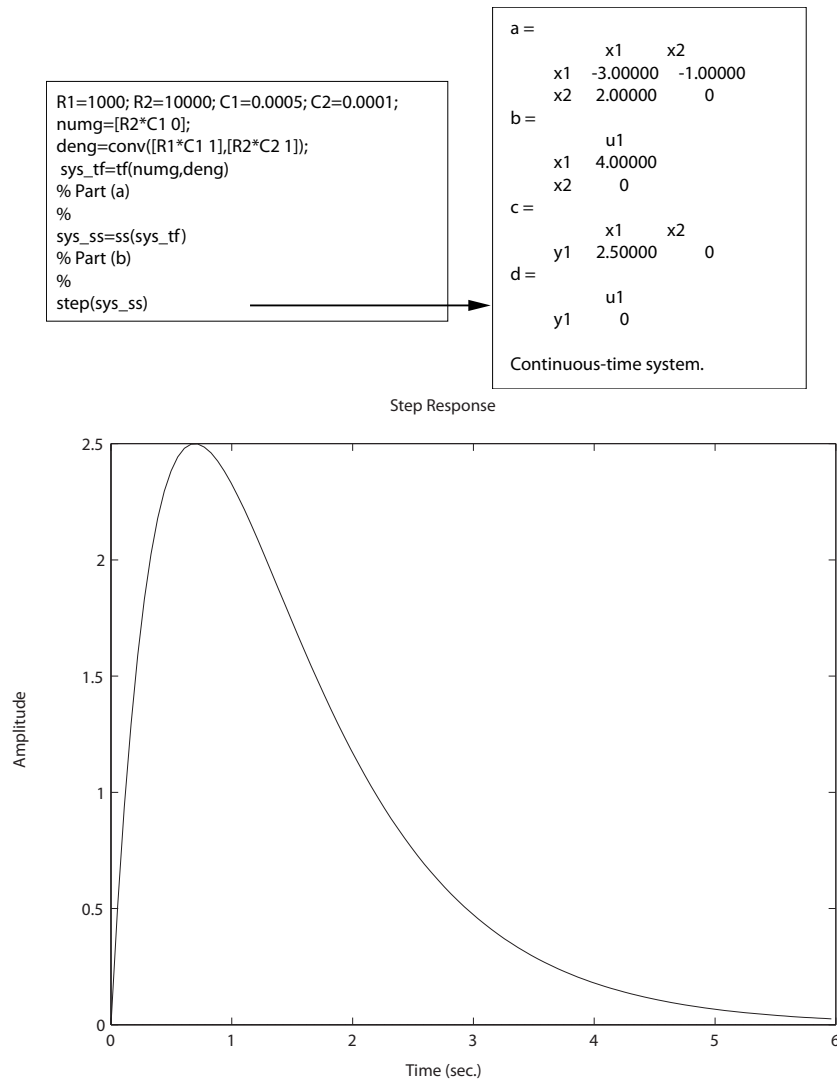 R1=1000; R2=10000; C1=0.0005; C2=0.0001;
numg=[R2*C1 0];
deng=conv([R1*C1 1],[R2*C2 1]);
sys_tf=tf(numg,deng)
% Part (a)
%
sys_ss=ss(sys_tf)
% Part (b)
%
step(sys_ss)
a =
x1 x2
x1 -3.00000 -1.00000
x2 2.00000 0
b =
u1
x1 4.00000
x2 0
c =
x1 x2
y1 2.50000 0
d =
u1
y1 0
Continuous-time system.
Step Response
2.5
2
1.5
1
0.5
0
Amplitude
0 1 2 3 4 5 6
Time (sec.)